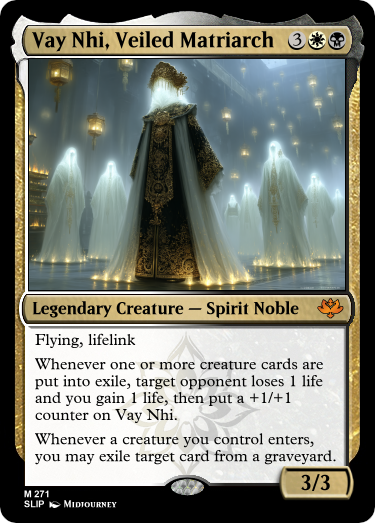 Vay Nhi, Veiled Matriarch 3
Legendary Creature — Spirit Noble
Flying, lifelink
Whenever one or more creature cards are
put into exile, target opponent loses 1 life
and you gain 1 life, then put a +1/+1
counter on Vay Nhi.
Whenever a creature you control enters,
you may exile target card from a graveyard.
3/3
M 271
SLIP Midjourney